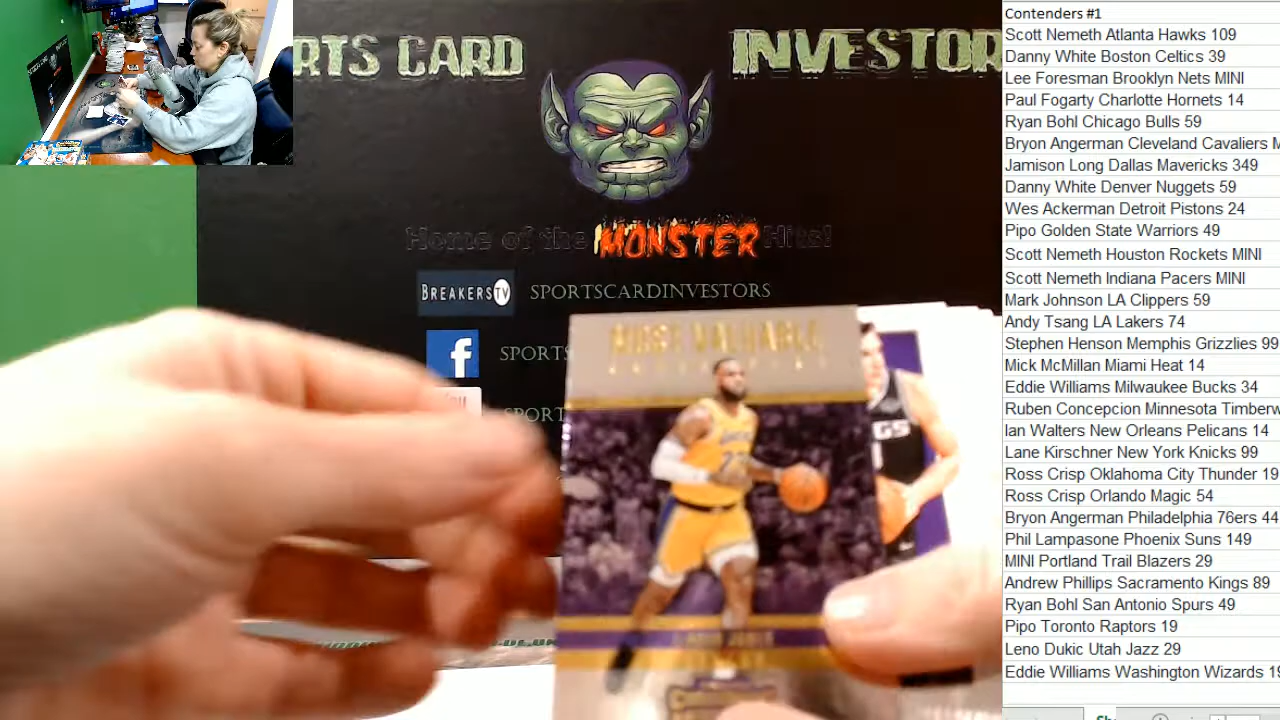 RTS CARD INVESTOR
Home of the MONSTER Hits!
BREAKERSTV SPORTSCARDINVESTORS
f SPORTS
SPORT
MOST VALUABLE
GS
Contenders #1
Scott Nemeth Atlanta Hawks 109
Danny White Boston Celtics 39
Lee Foresman Brooklyn Nets MINI
Paul Fogarty Charlotte Hornets 14
Ryan Bohl Chicago Bulls 59
Bryon Angerman Cleveland Cavaliers M
Jamison Long Dallas Mavericks 349
Danny White Denver Nuggets 59
Wes Ackerman Detroit Pistons 24
Pipo Golden State Warriors 49
Scott Nemeth Houston Rockets MINI
Scott Nemeth Indiana Pacers MINI
Mark Johnson LA Clippers 59
Andy Tsang LA Lakers 74
Stephen Henson Memphis Grizzlies 99
Mick McMillan Miami Heat 14
Eddie Williams Milwaukee Bucks 34
Ruben Concepcion Minnesota Timberw
Ian Walters New Orleans Pelicans 14
Lane Kirschner New York Knicks 99
Ross Crisp Oklahoma City Thunder 19
Ross Crisp Orlando Magic 54
Bryon Angerman Philadelphia 76ers 44
Phil Lampasone Phoenix Suns 149
MINI Portland Trail Blazers 29
Andrew Phillips Sacramento Kings 89
Ryan Bohl San Antonio Spurs 49
Pipo Toronto Raptors 19
Leno Dukic Utah Jazz 29
Eddie Williams Washington Wizards 19